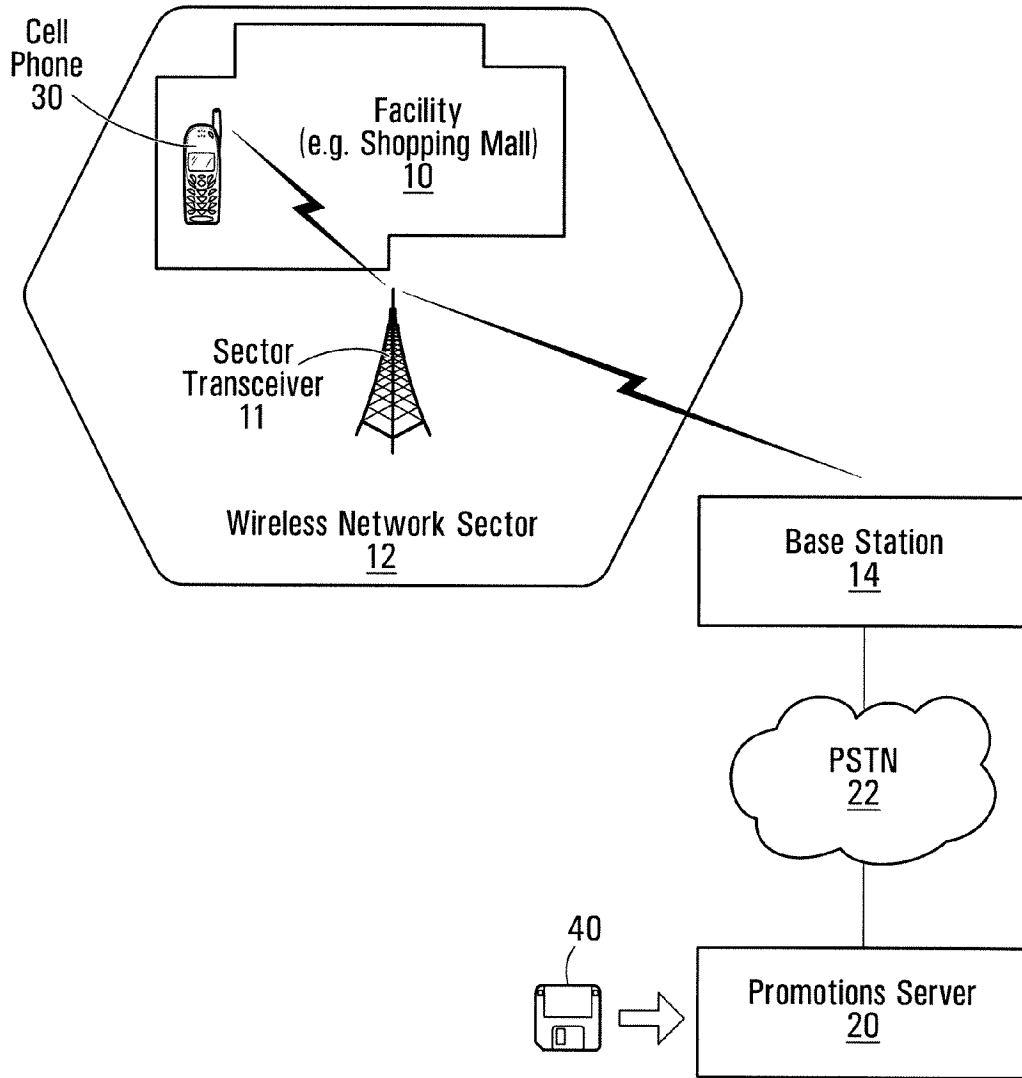 Cell
Phone
30
Facility
(e.g. Shopping Mall)
10
Sector
Transceiver
11
Wireless Network Sector
12
Base Station
14
PSTN
22
40
Promotions Server
20